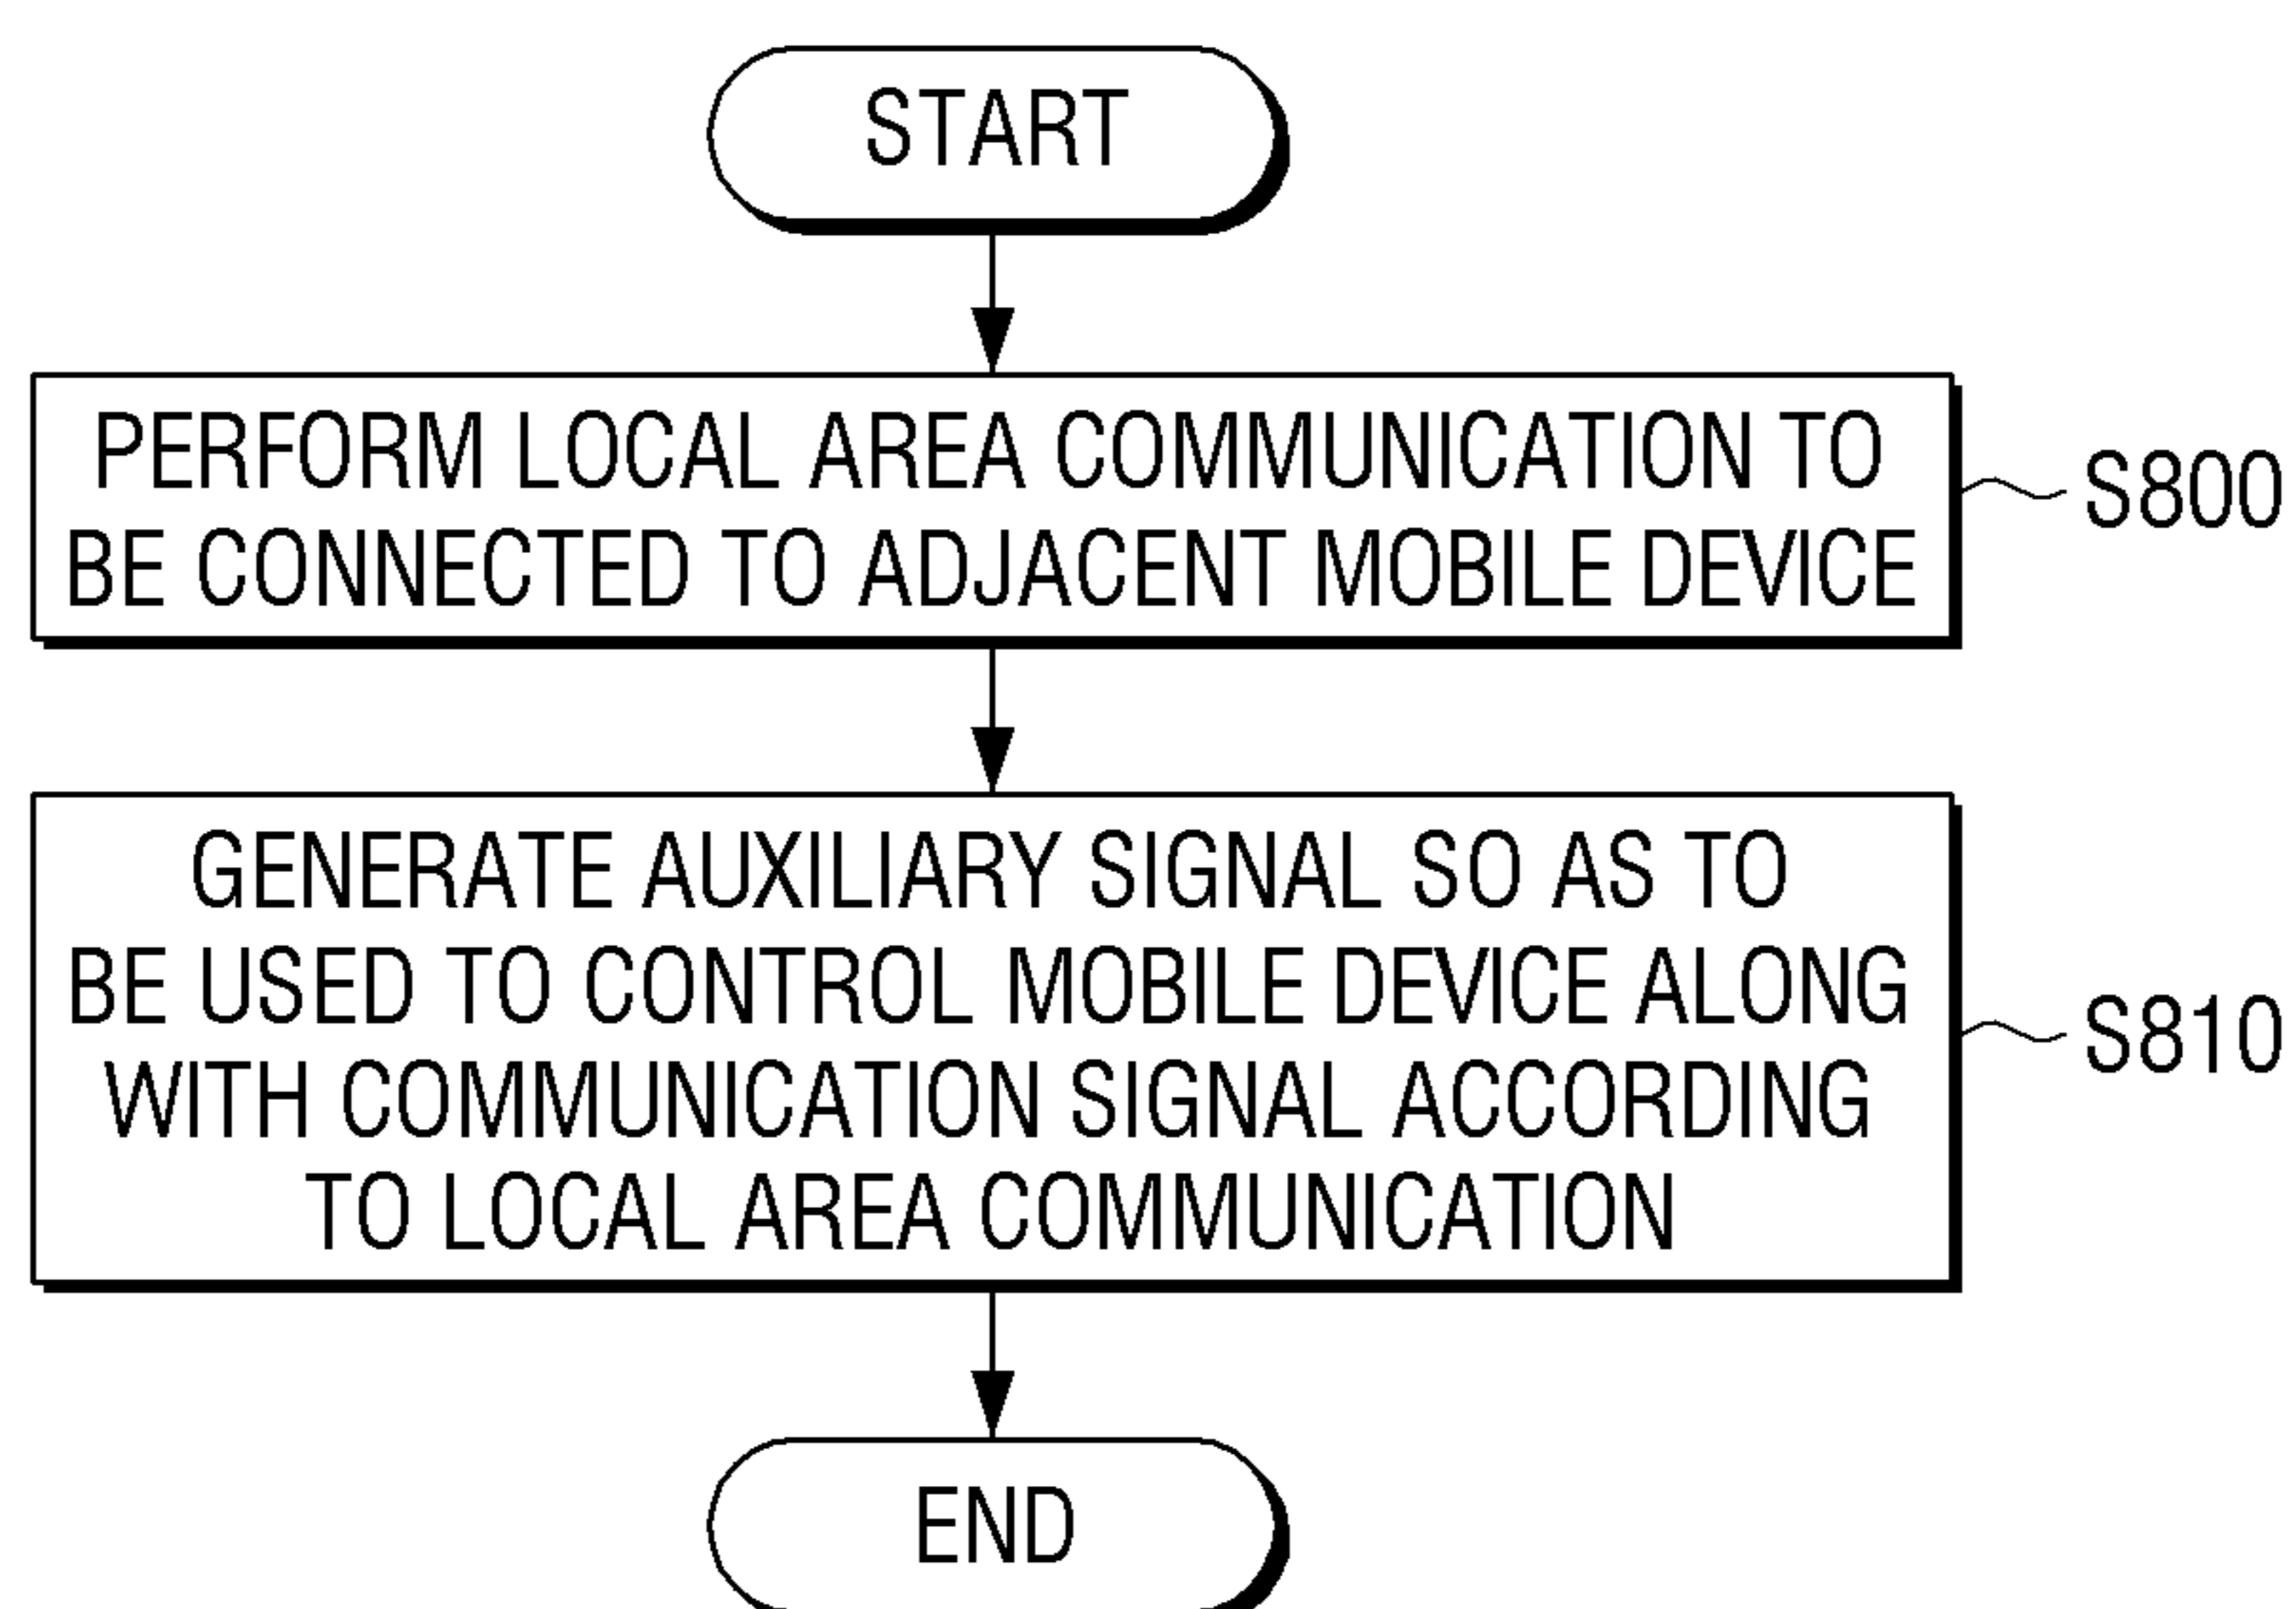 START
PERFORM LOCAL AREA COMMUNICATION TO
BE CONNECTED TO ADJACENT MOBILE DEVICE
S800
GENERATE AUXILIARY SIGNAL SO AS TO
BE USED TO CONTROL MOBILE DEVICE ALONG
WITH COMMUNICATION SIGNAL ACCORDING
TO LOCAL AREA COMMUNICATION
S810
END